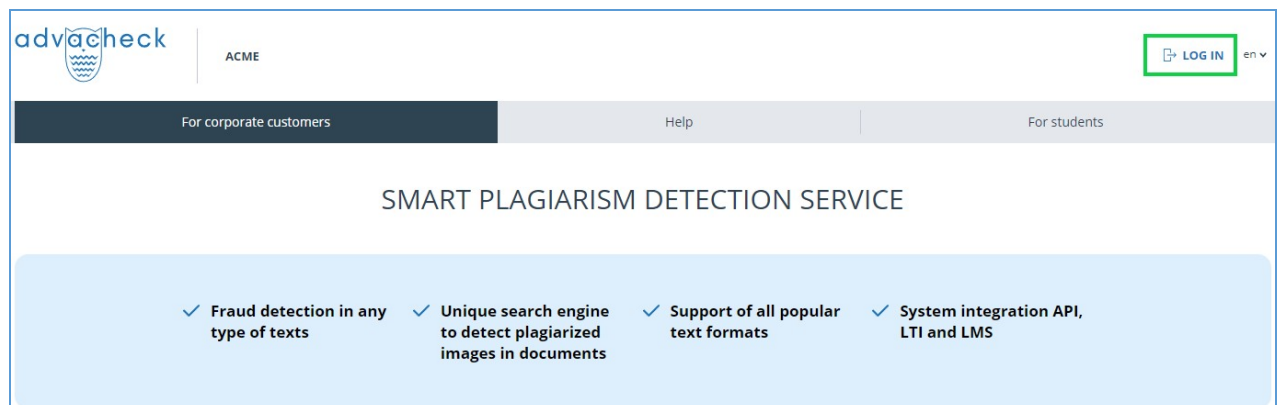 advacheck
ACME
LOG IN
en
For corporate customers
Help
For students
SMART PLAGIARISM DETECTION SERVICE
Fraud detection in any
type of texts
Unique search engine
to detect plagiarized
images in documents
Support of all popular
text formats
System integration API,
LTI and LMS